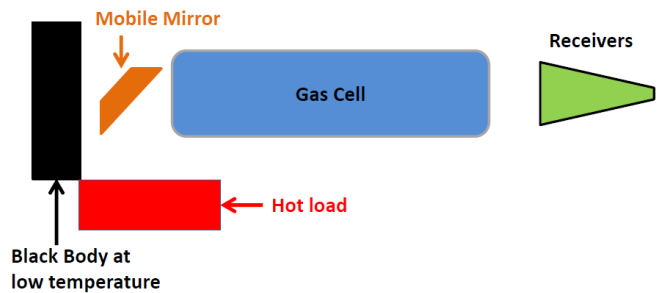 Mobile Mirror
Receivers
Gas Cell
Hot load
Black Body at
low temperature